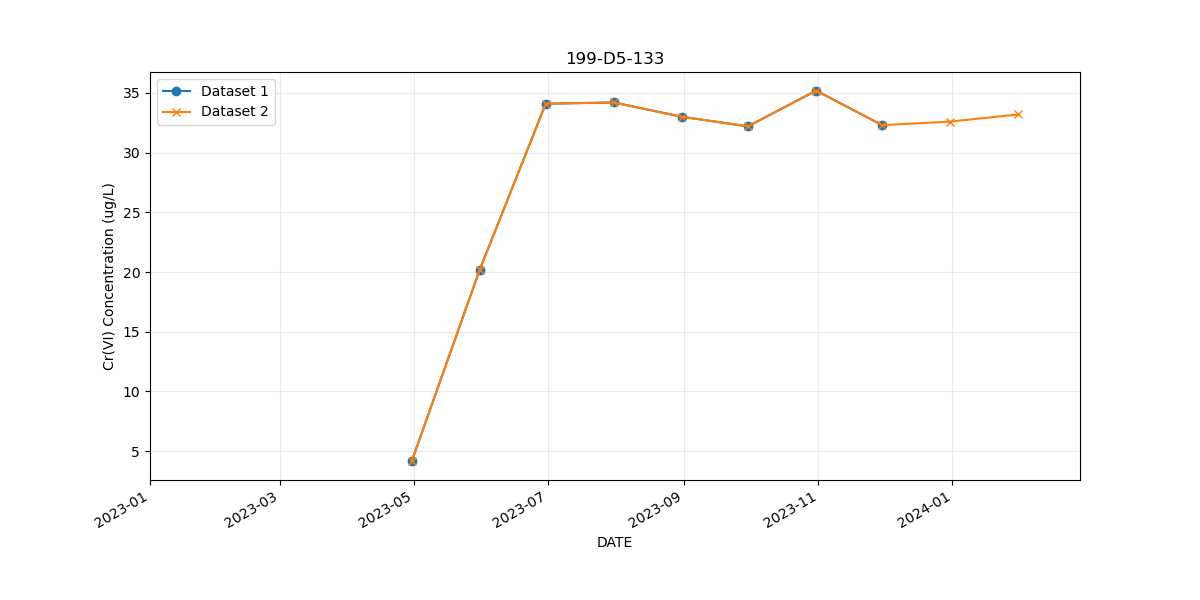 199-D5-133
Dataset 1
Dataset 2
35
30
25
20
15
10
5
Cr(VI) Concentration (ug/L)
2023-01
2023-03
2023-05
2023-07
2023-09
2023-11
2024-01
DATE